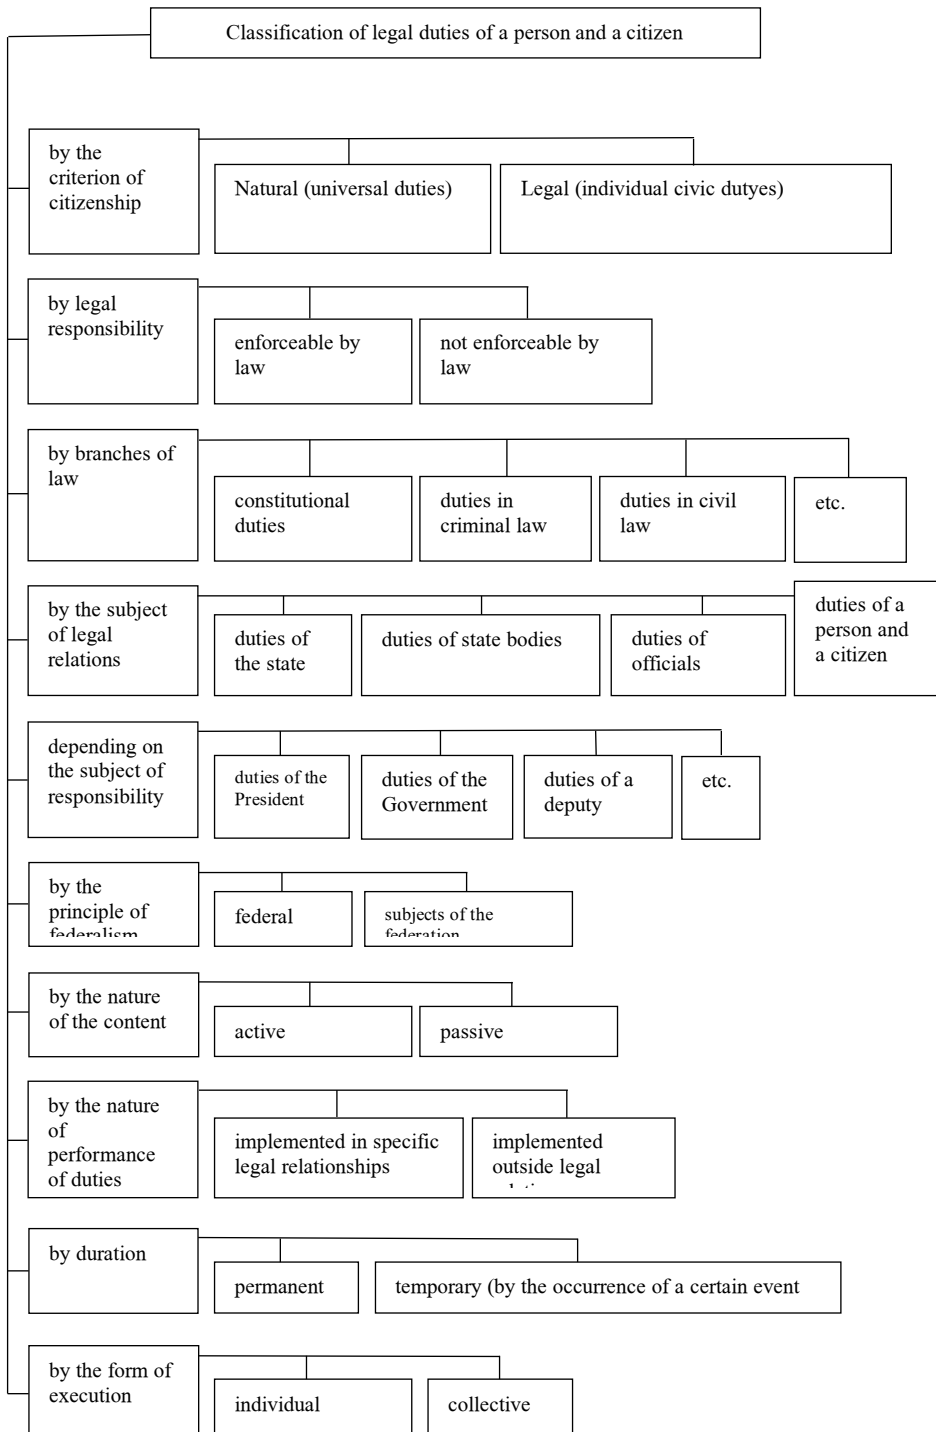 Classification of legal duties of a person and a citizen
by the
criterion of
citizenship
Natural (universal duties)
Legal (individual civic dutyes)
by legal
responsibility
enforceable by
law
not enforceable by
law
by branches of
law
constitutional
duties
duties in
criminal law
duties in civil
law
etc.
by the subject
of legal
relations
duties of
the state
duties of state bodies
duties of
officials
duties of a
person and
a citizen
depending on
the subject of
responsibility
duties of the
President
duties of the
Government
duties of a
deputy
etc.
by the
principle of
federalism
federal
subjects of the
federation
by the nature
of the content
active
passive
by the nature
of
performance
of duties
implemented in specific
legal relationships
implemented
outside legal
by duration
permanent
temporary (by the occurrence of a certain event
by the form of
execution
individual
collective